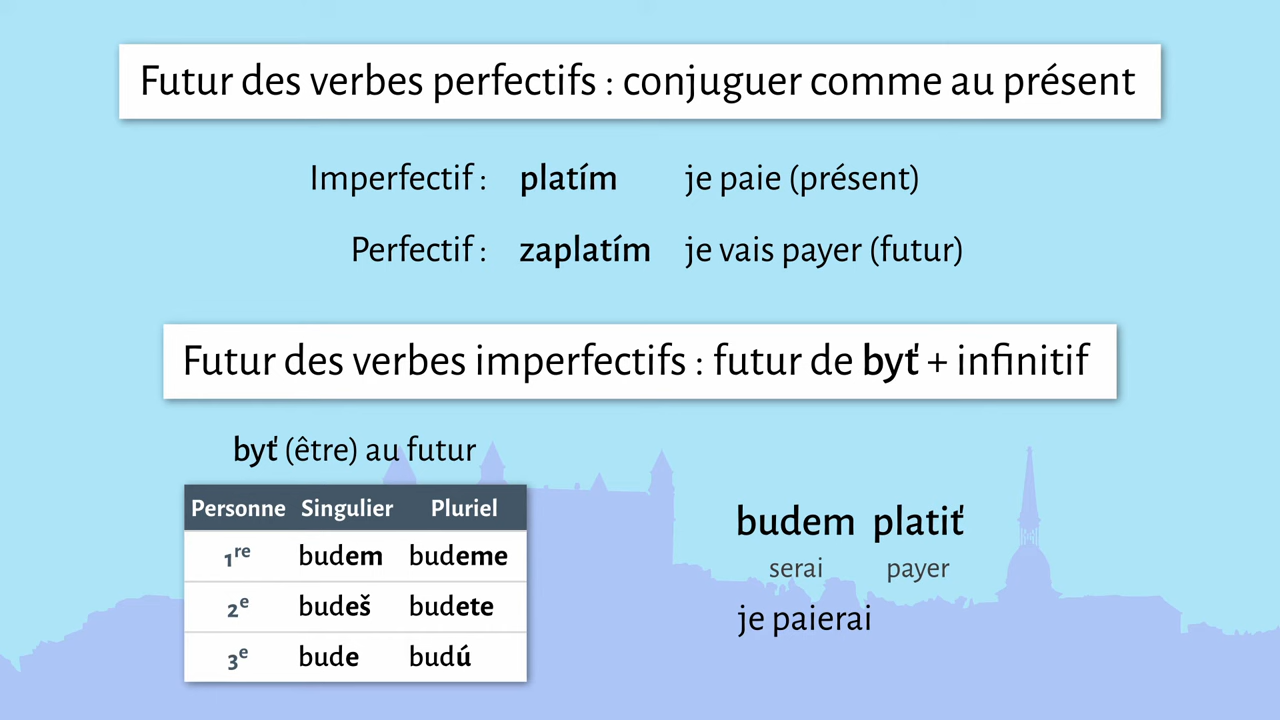 Futur des verbes perfectifs : conjuguer comme au présent
Imperfectif : platím je paie (présent)
Perfectif : zaplatím je vais payer (futur)
Futur des verbes imperfectifs : futur de byť + infinitif
byť (être) au futur
Personne Singulier Pluriel
1re budem budeme
2e budeš budete
3e bude budú
budem platiť
serai payer
je paierai